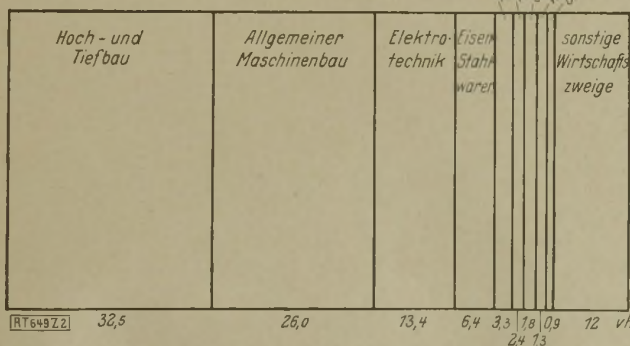 Hoch- und
Tiefbau
Allgemeiner
Maschinenbau
Elektro-
technik
Eisen
Stahl
waren
sonstige
Wirtschafts
zweige
RT649Z2
32,5
26,0
13,4
6,4
3,3
2,4
1,8
1,3
0,9
12
vH